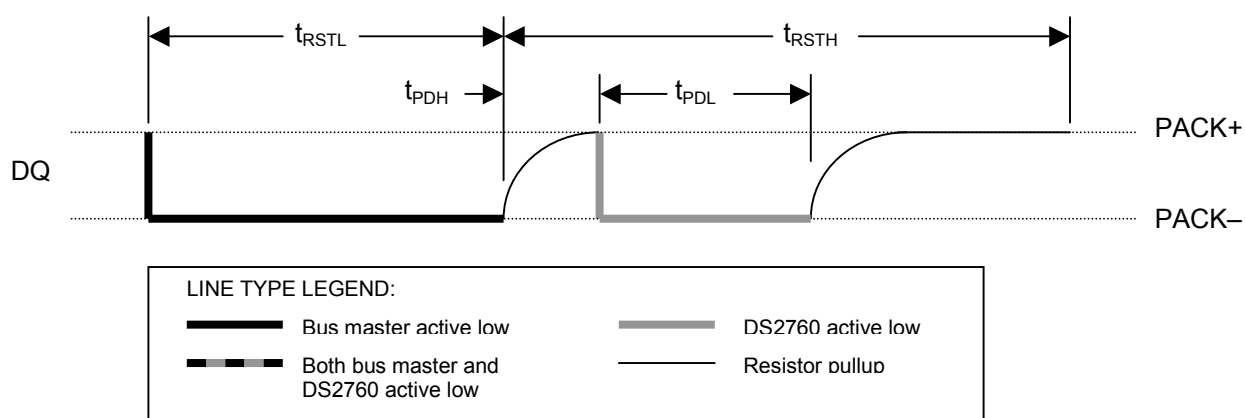 tRSTL
tRSTH
tPDH
tPDL
PACK+
DQ
PACK–
LINE TYPE LEGEND:
Bus master active low
DS2760 active low
Both bus master and
DS2760 active low
Resistor pullup